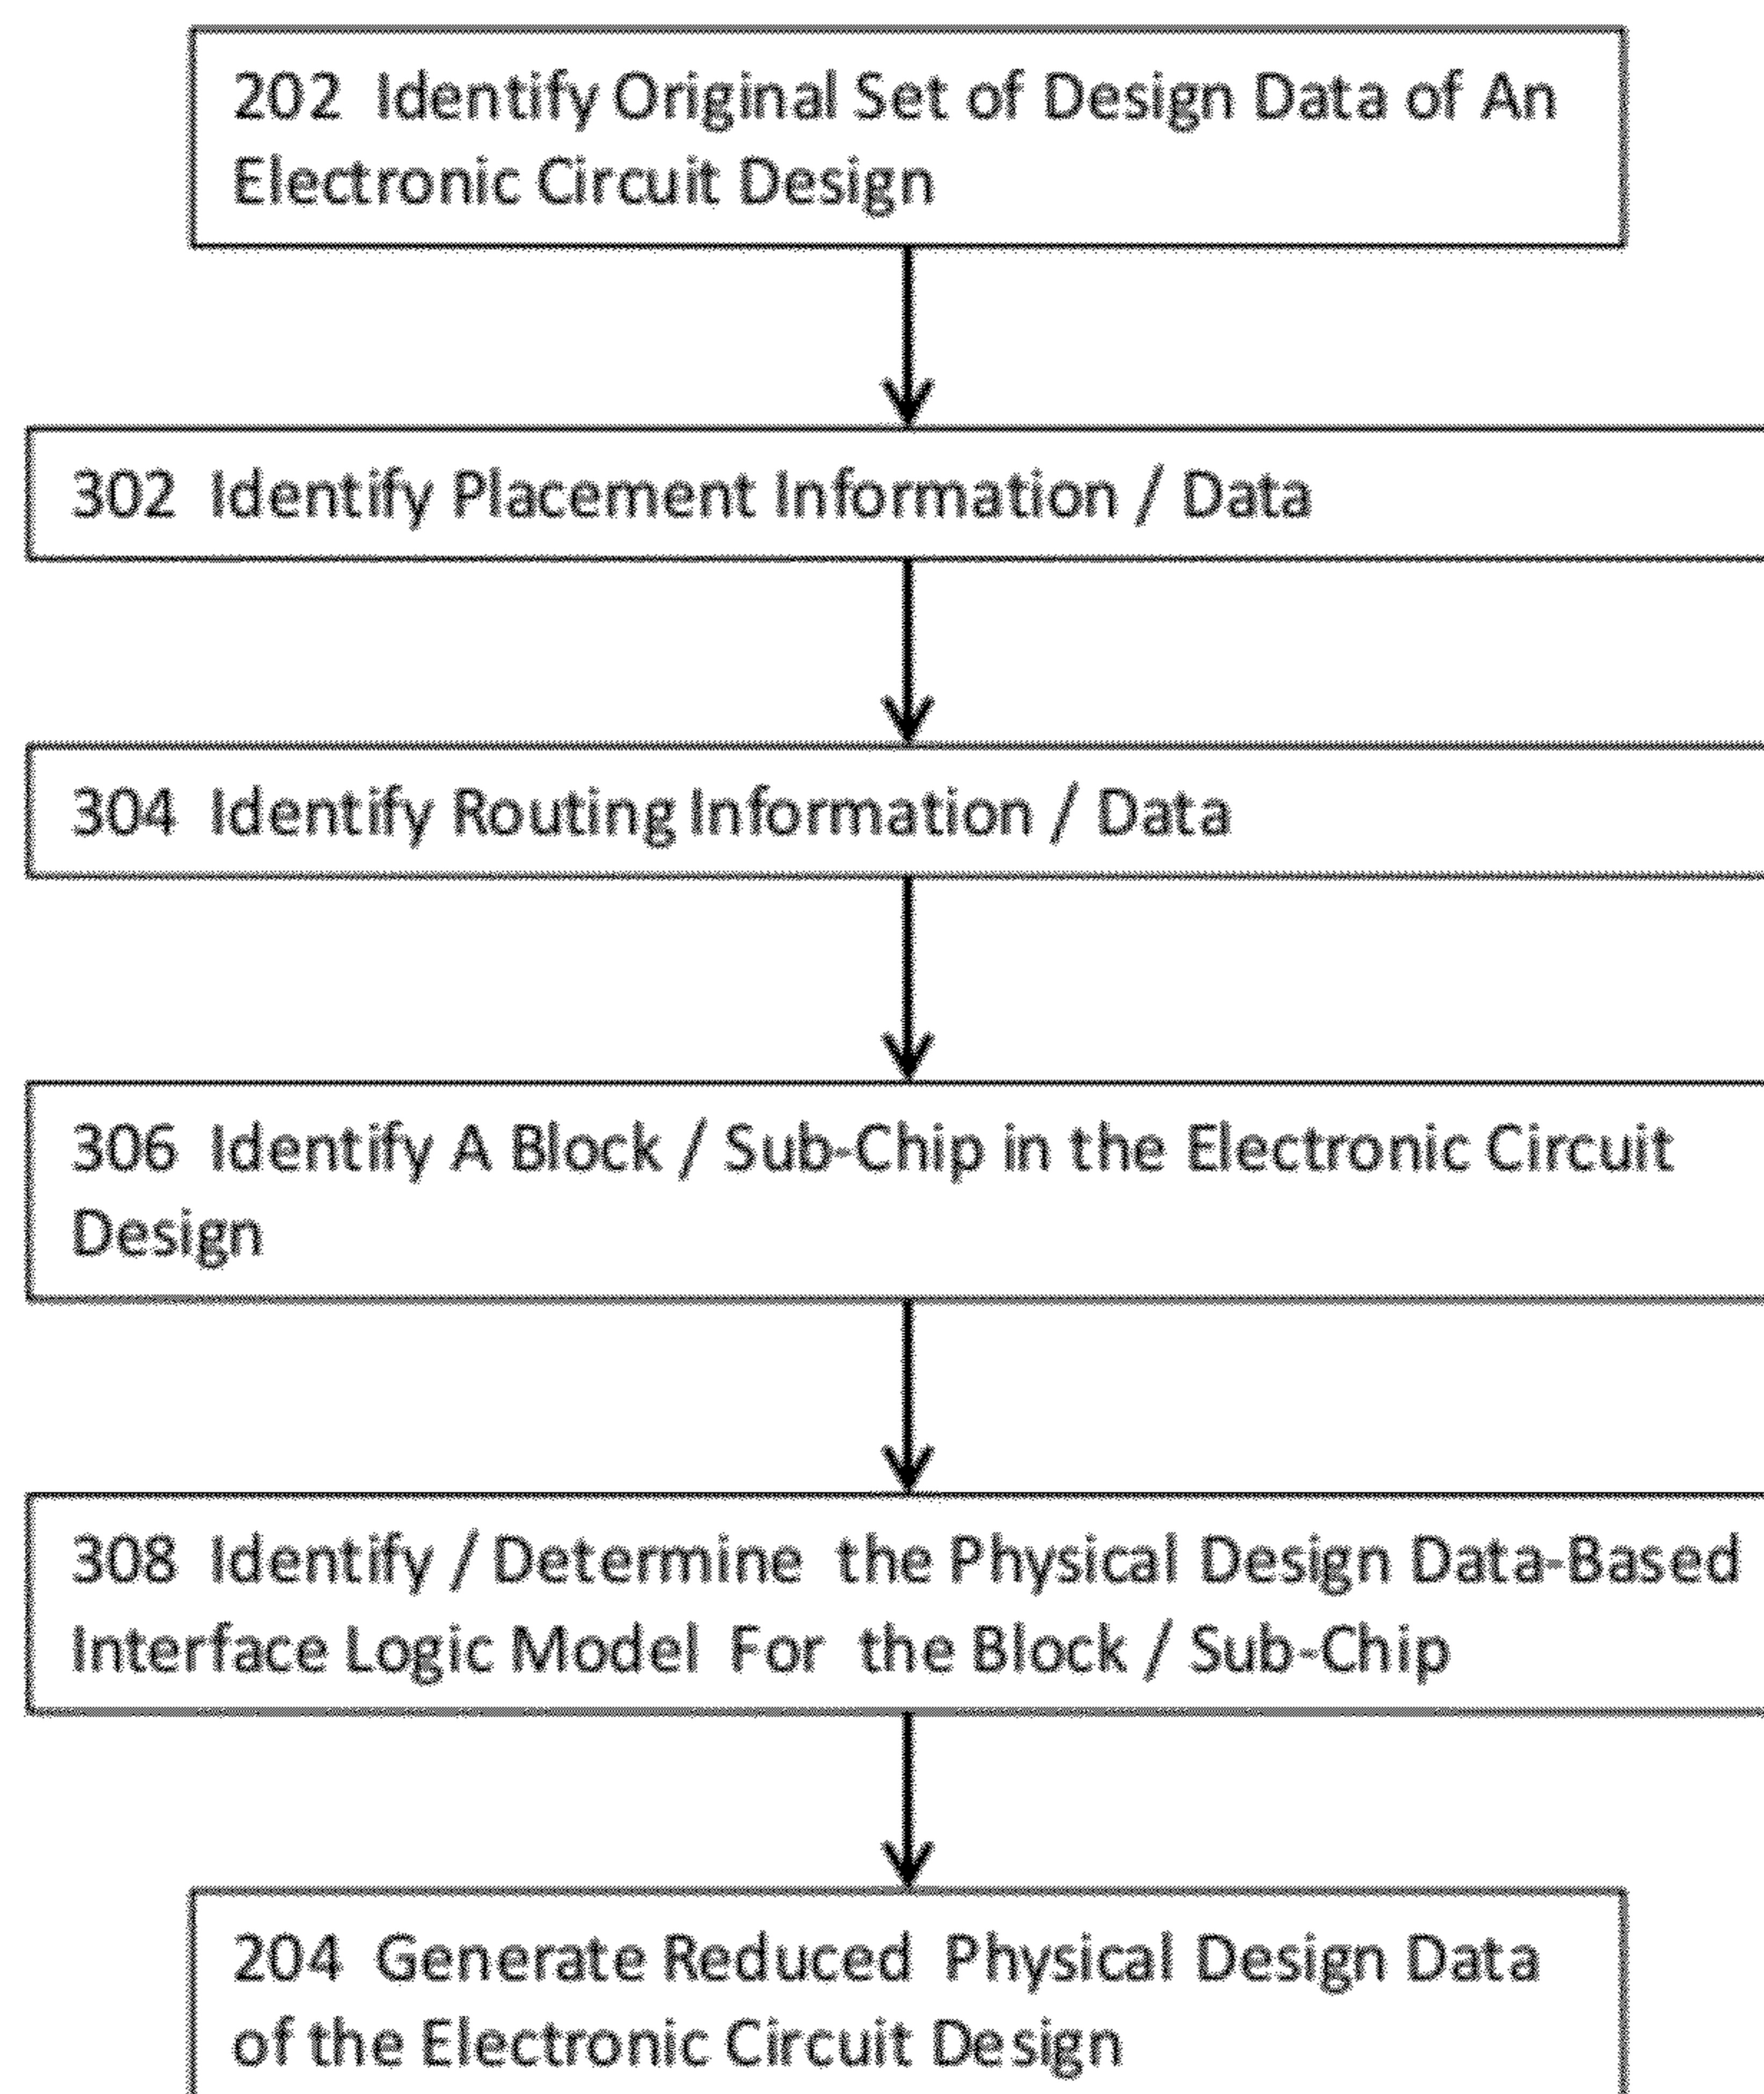 202 Identify Original Set of Design Data of An
Electronic Circuit Design
302 Identify Placement Information / Data
304 Identify Routing Information / Data
306 Identify A Block / Sub-Chip in the Electronic Circuit
Design
308 Identify / Determine the Physical Design Data-Based
Interface Logic Model For the Block / Sub-Chip
204 Generate Reduced Physical Design Data
of the Electronic Circuit Design